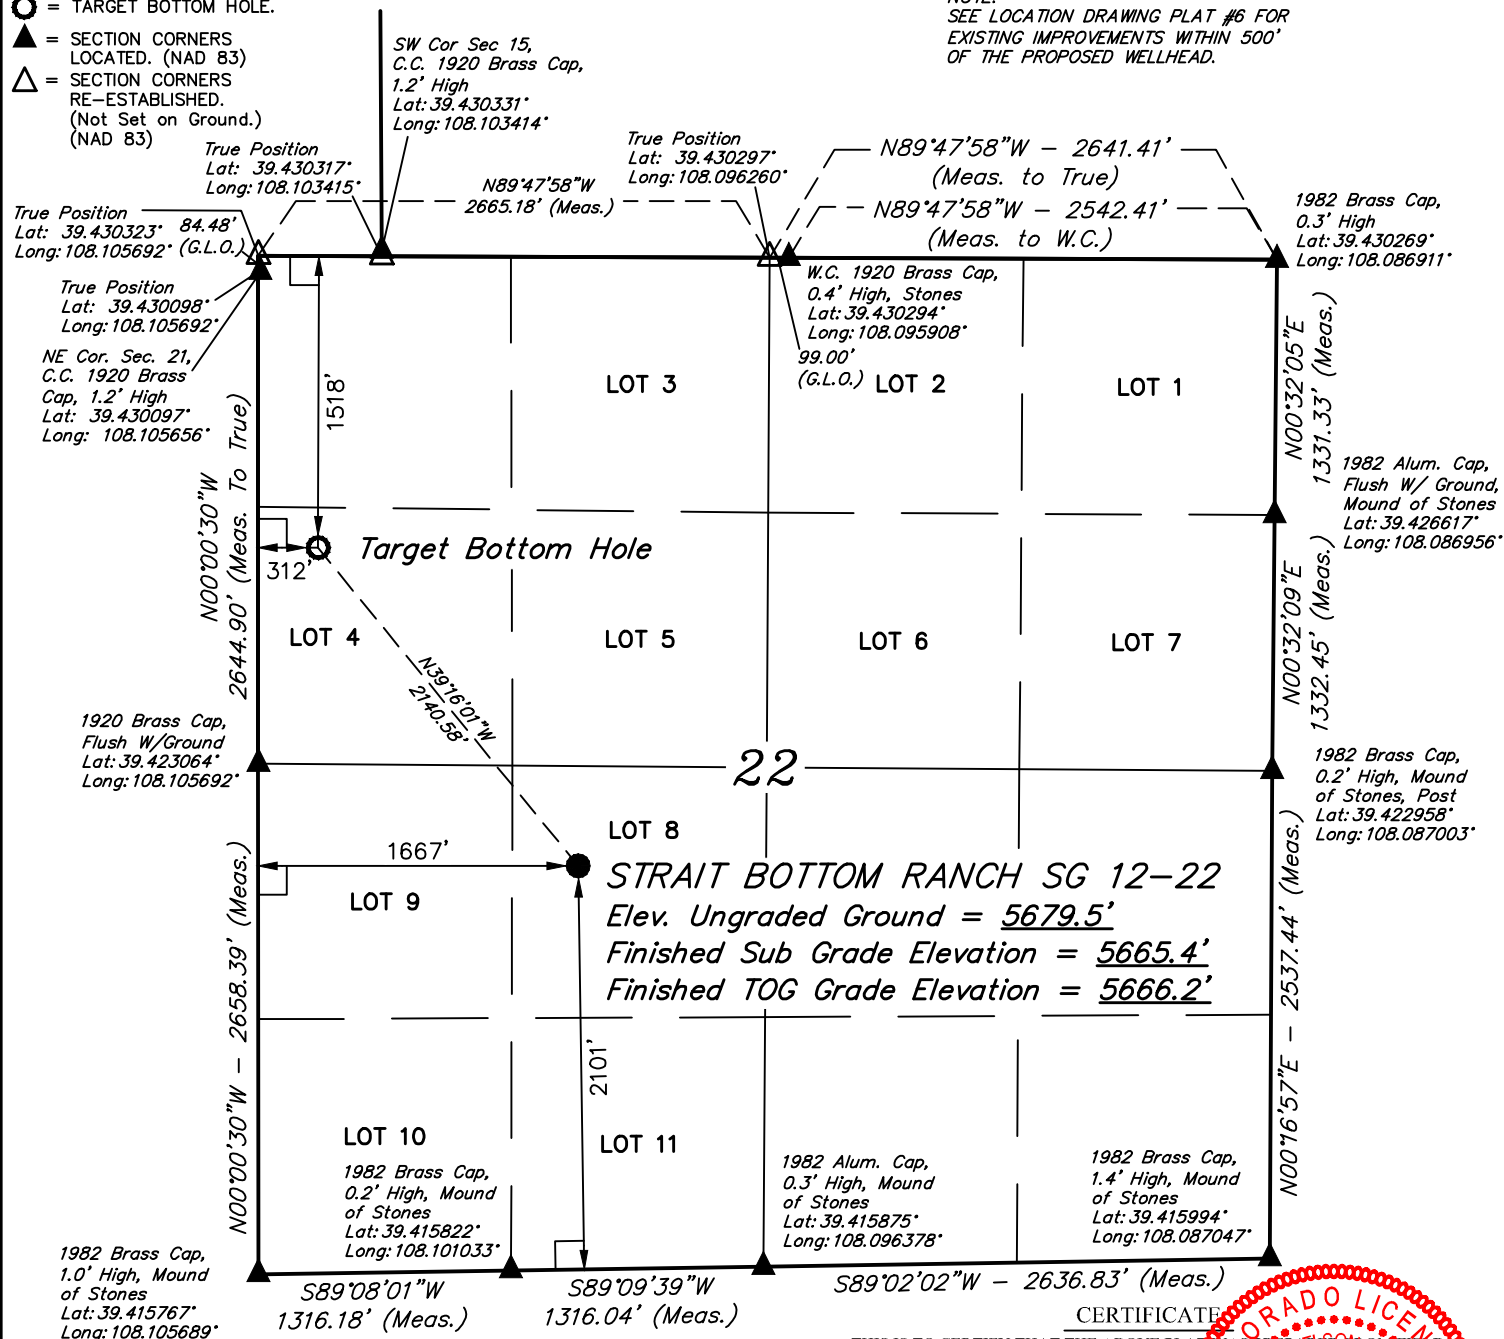 = TARGET BOTTOM HOLE.
= SECTION CORNERS
LOCATED. (NAD 83)
= SECTION CORNERS
RE-ESTABLISHED.
(Not Set on Ground.)
(NAD 83)
SEE LOCATION DRAWING PLAT #6 FOR
EXISTING IMPROVEMENTS WITHIN 500'
OF THE PROPOSED WELLHEAD.
SW Cor Sec 15,
C.C. 1920 Brass Cap,
1.2' High
Lat: 39.430331°
Long: 108.103414°
True Position
Lat: 39.430317°
Long: 108.103415°
True Position
Lat: 39.430297°
Long: 108.096260°
N89°47'58"W - 2641.41'
(Meas. to True)
N89°47'58"W
2665.18' (Meas.)
N89°47'58"W - 2542.41'
(Meas. to W.C.)
1982 Brass Cap,
0.3' High
Lat: 39.430269°
Long: 108.086911°
True Position
Lat: 39.430323°
Long: 108.105692°
84.48'
(G.L.O.)
True Position
Lat: 39.430098°
Long: 108.105692°
W.C. 1920 Brass Cap,
0.4' High, Stones
Lat: 39.430294°
Long: 108.095908°
99.00'
(G.L.O.)
NE Cor. Sec. 21,
C.C. 1920 Brass
Cap, 1.2' High
Lat: 39.430097°
Long: 108.105656°
1518'
LOT 3
LOT 2
LOT 1
N00°32'05"E
1331.33' (Meas.)
N00°00'30"W
2644.90' (Meas. To True)
1982 Alum. Cap,
Flush W/ Ground,
Mound of Stones
Lat: 39.426617°
Long: 108.086956°
Target Bottom Hole
312'
LOT 4
LOT 5
LOT 6
LOT 7
N00°32'09"E
1332.45' (Meas.)
N39°16'01"W
2140.58'
1920 Brass Cap,
Flush W/Ground
Lat: 39.423064°
Long: 108.105692°
22
1982 Brass Cap,
0.2' High, Mound
of Stones, Post
Lat: 39.422958°
Long: 108.087003°
LOT 8
1667'
STRAIT BOTTOM RANCH SG 12-22
Elev. Ungraded Ground = 5679.5'
Finished Sub Grade Elevation = 5665.4'
Finished TOG Grade Elevation = 5666.2'
LOT 9
N00°00'30"W - 2658.39' (Meas.)
N00°16'57"E - 2537.44' (Meas.)
2101'
LOT 10
LOT 11
1982 Brass Cap,
0.2' High, Mound
of Stones
Lat: 39.415822°
Long: 108.101033°
1982 Alum. Cap,
0.3' High, Mound
of Stones
Lat: 39.415875°
Long: 108.096378°
1982 Brass Cap,
1.4' High, Mound
of Stones
Lat: 39.415994°
Long: 108.087047°
1982 Brass Cap,
1.0' High, Mound
of Stones
Lat: 39.415767°
Long: 108.105689°
S89°08'01"W
1316.18' (Meas.)
S89°09'39"W
1316.04' (Meas.)
S89°02'02"W - 2636.83' (Meas.)
CERTIFICATE